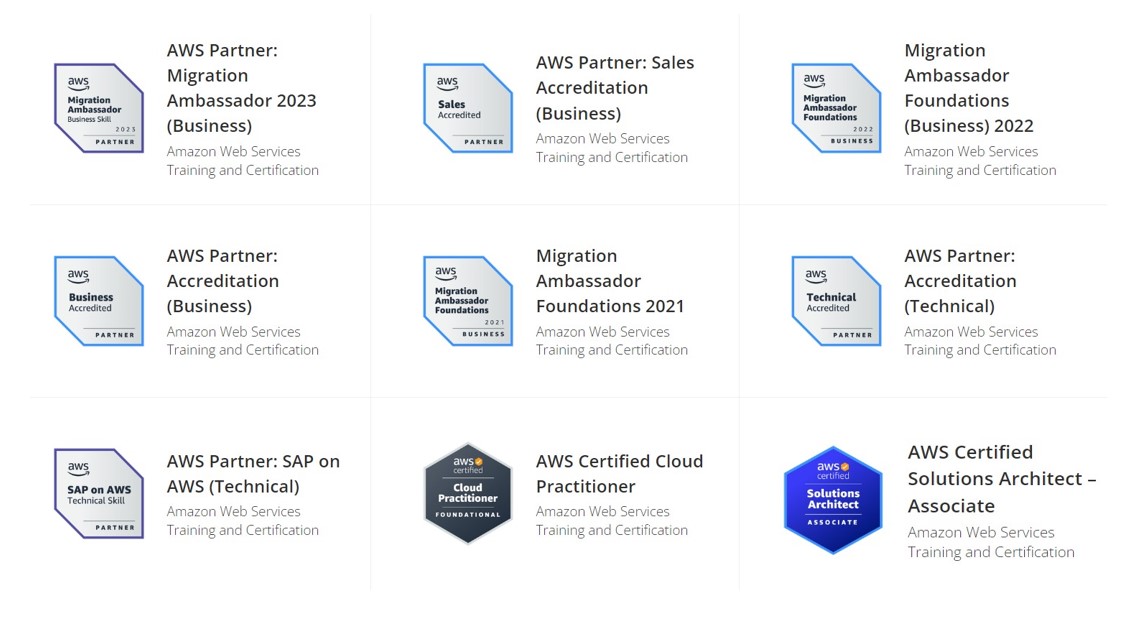 aws
Migration
Ambassador
Business Skill
2023
PARTNER
AWS Partner:
Migration
Ambassador 2023
(Business)
Amazon Web Services
Training and Certification
aws
Sales
Accredited
PARTNER
AWS Partner: Sales
Accreditation
(Business)
Amazon Web Services
Training and Certification
aws
Migration
Ambassador
Foundations
2022
BUSINESS
Migration
Ambassador
Foundations
(Business) 2022
Amazon Web Services
Training and Certification
aws
Business
Accredited
PARTNER
AWS Partner:
Accreditation
(Business)
Amazon Web Services
Training and Certification
aws
Migration
Ambassador
Foundations
2021
BUSINESS
Migration
Ambassador
Foundations 2021
Amazon Web Services
Training and Certification
aws
Technical
Accredited
PARTNER
AWS Partner:
Accreditation
(Technical)
Amazon Web Services
Training and Certification
aws
SAP on AWS
Technical Skill
PARTNER
AWS Partner: SAP on
AWS (Technical)
Amazon Web Services
Training and Certification
aws
certified
Cloud
Practitioner
FOUNDATIONAL
AWS Certified Cloud
Practitioner
Amazon Web Services
Training and Certification
aws
certified
Solutions
Architect
ASSOCIATE
AWS Certified
Solutions Architect –
Associate
Amazon Web Services
Training and Certification